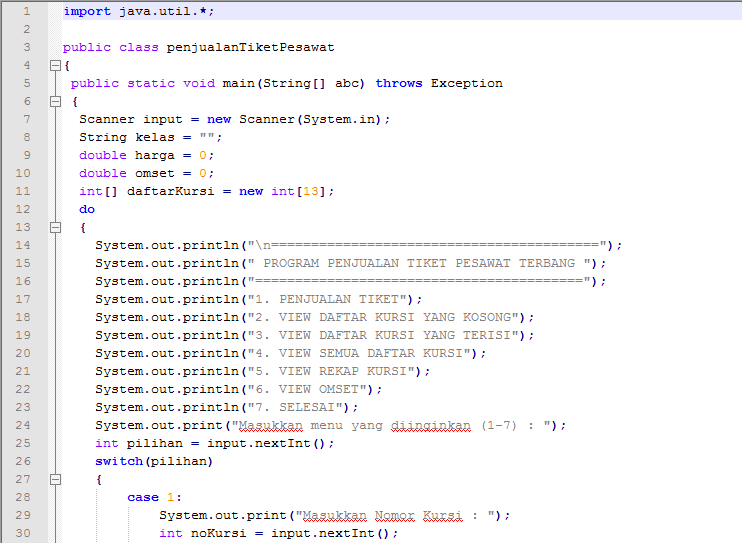 1 import java.util.*;
2
3 public class penjualanTiketPesawat
4 {
5 public static void main(String[] abc) throws Exception
6 {
7 Scanner input = new Scanner(System.in);
8 String kelas = "";
9 double harga = 0;
10 double omset = 0;
11 int[] daftarKursi = new int[13];
12 do
13 {
14 System.out.println("\n=========================================");
15 System.out.println(" PROGRAM PENJUALAN TIKET PESAWAT TERBANG ");
16 System.out.println("=========================================");
17 System.out.println("1. PENJUALAN TIKET");
18 System.out.println("2. VIEW DAFTAR KURSI YANG KOSONG");
19 System.out.println("3. VIEW DAFTAR KURSI YANG TERISI");
20 System.out.println("4. VIEW SEMUA DAFTAR KURSI");
21 System.out.println("5. VIEW REKAP KURSI");
22 System.out.println("6. VIEW OMSET");
23 System.out.println("7. SELESAI");
24 System.out.print("Masukkan menu yang diinginkan (1-7) : ");
25 int pilihan = input.nextInt();
26 switch(pilihan)
27 {
28 case 1:
29 System.out.print("Masukkan Nomor Kursi : ");
30 int noKursi = input.nextInt();